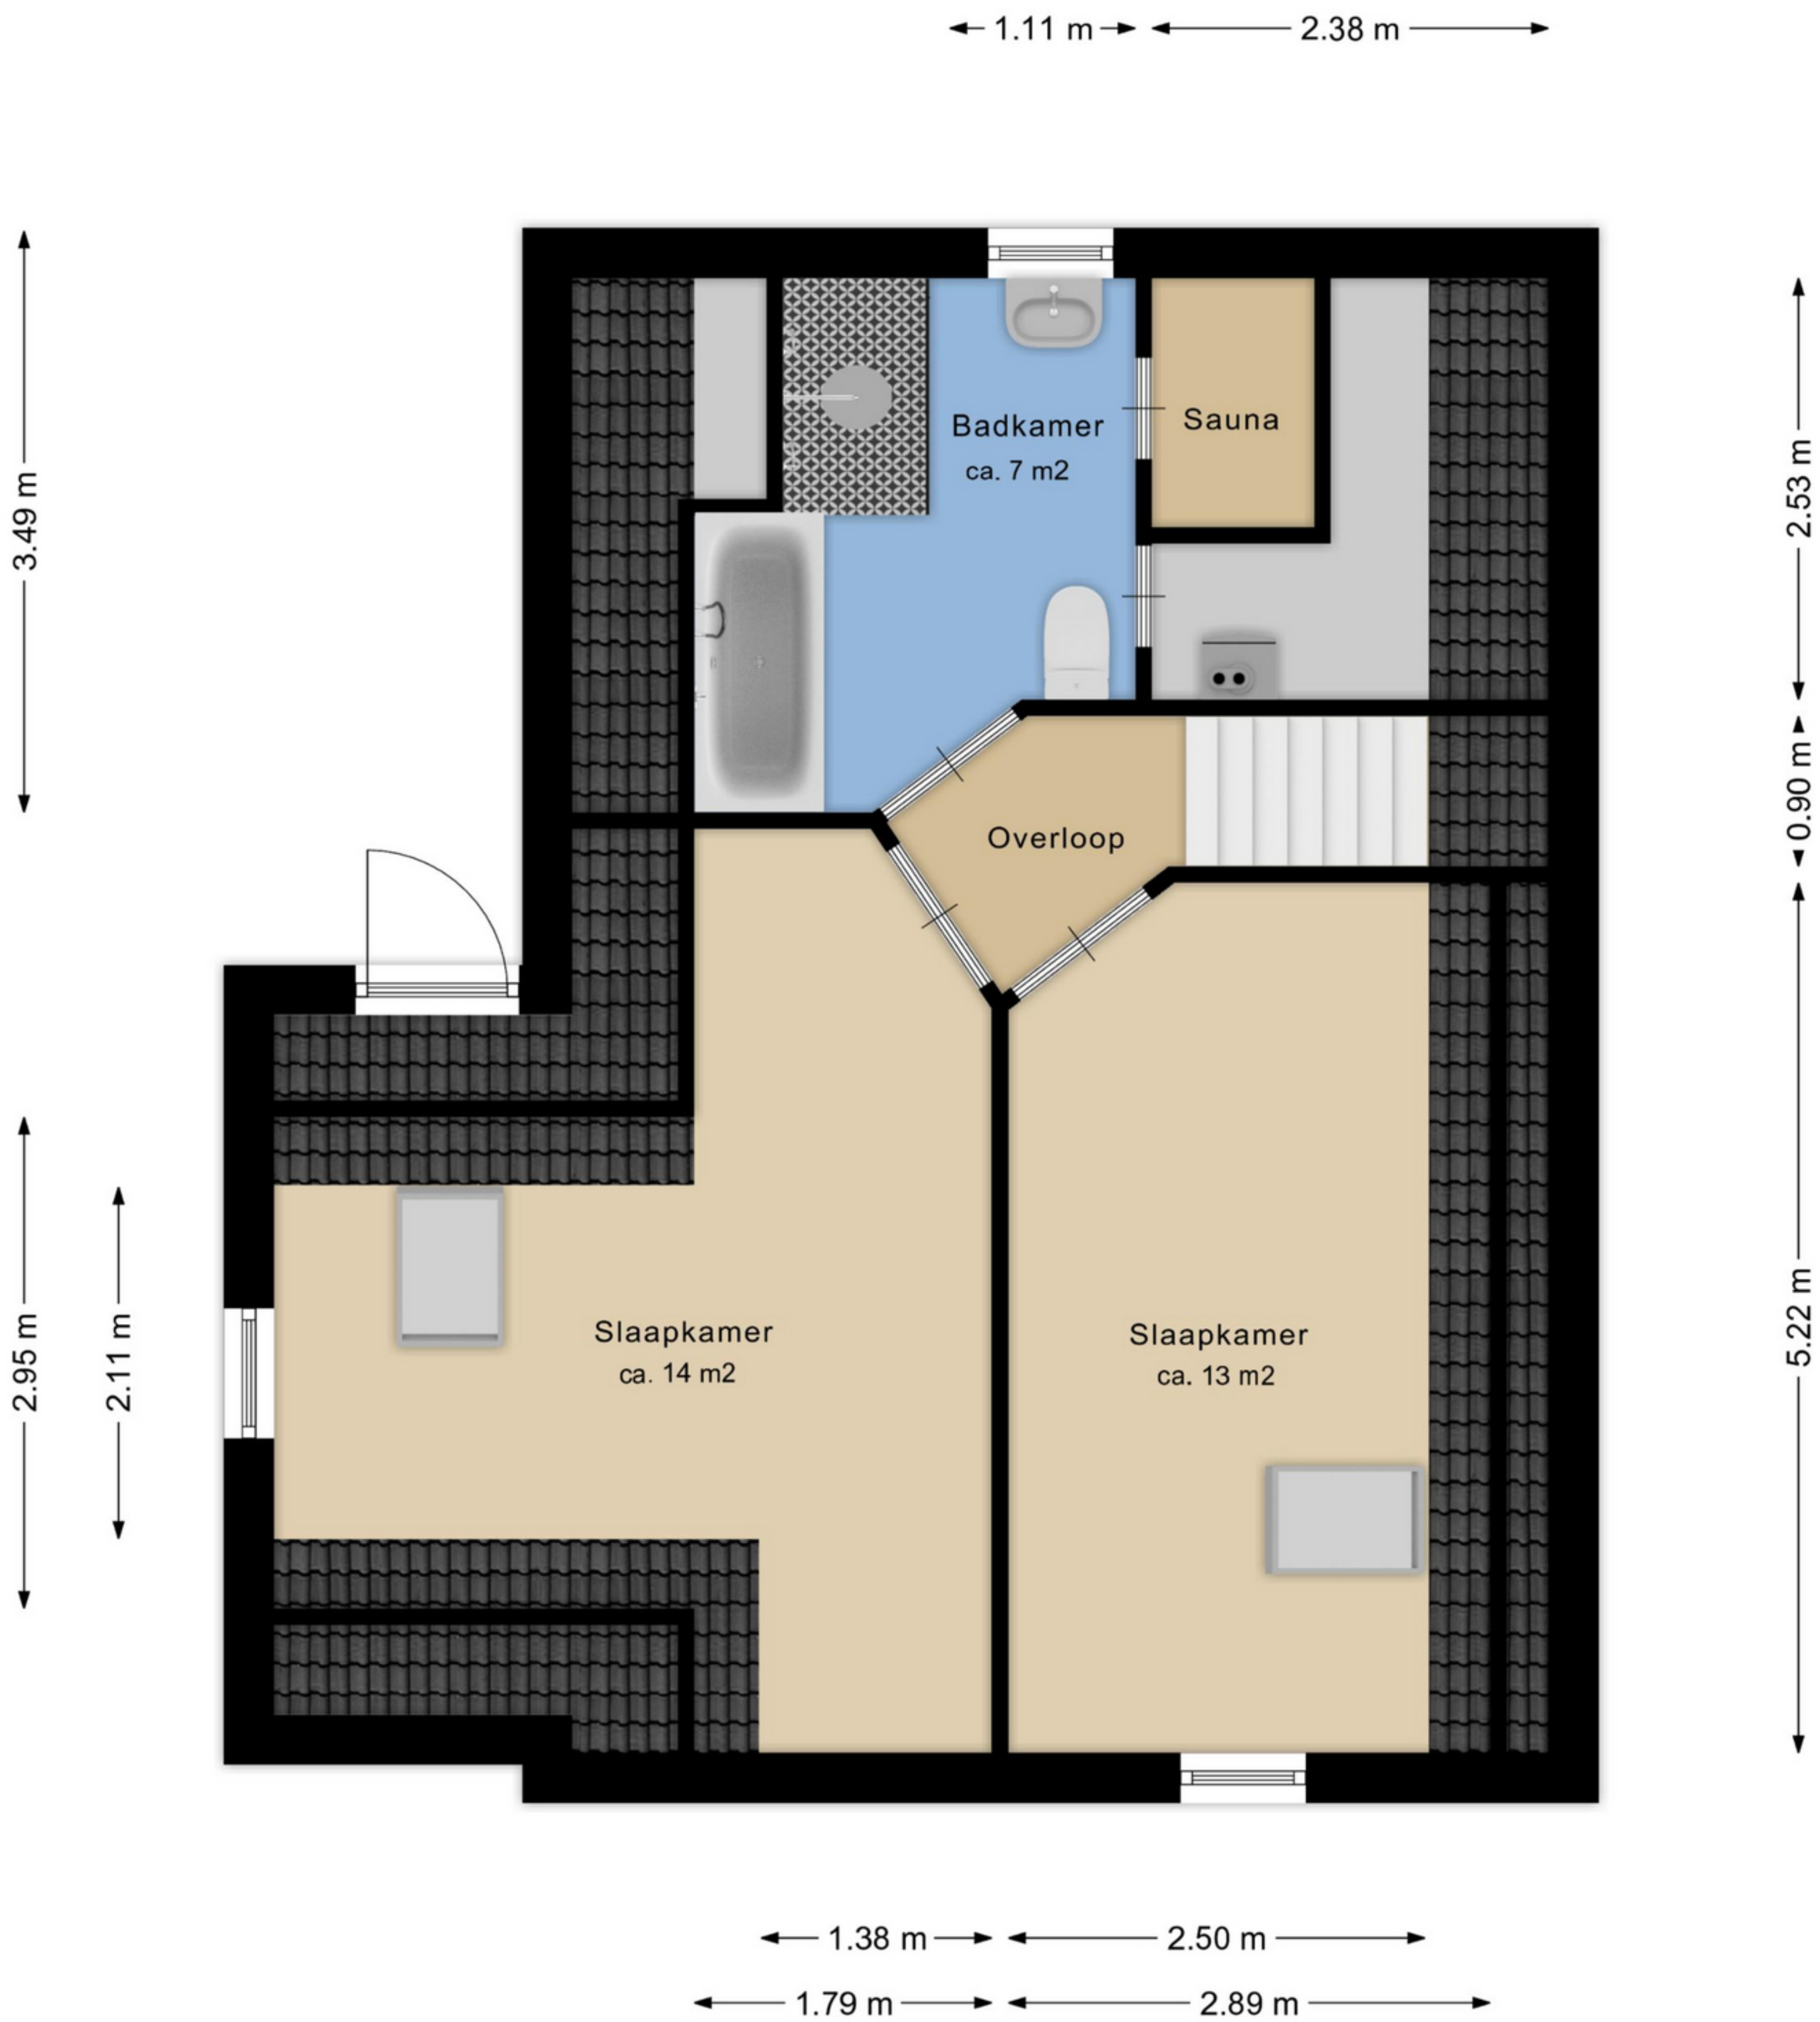 1.11 m
2.38 m
3.49 m
2.53 m
Badkamer
ca. 7 m2
Sauna
0.90 m
Overloop
2.95 m
2.11 m
5.22 m
Slaapkamer
ca. 14 m2
Slaapkamer
ca. 13 m2
1.38 m
2.50 m
1.79 m
2.89 m